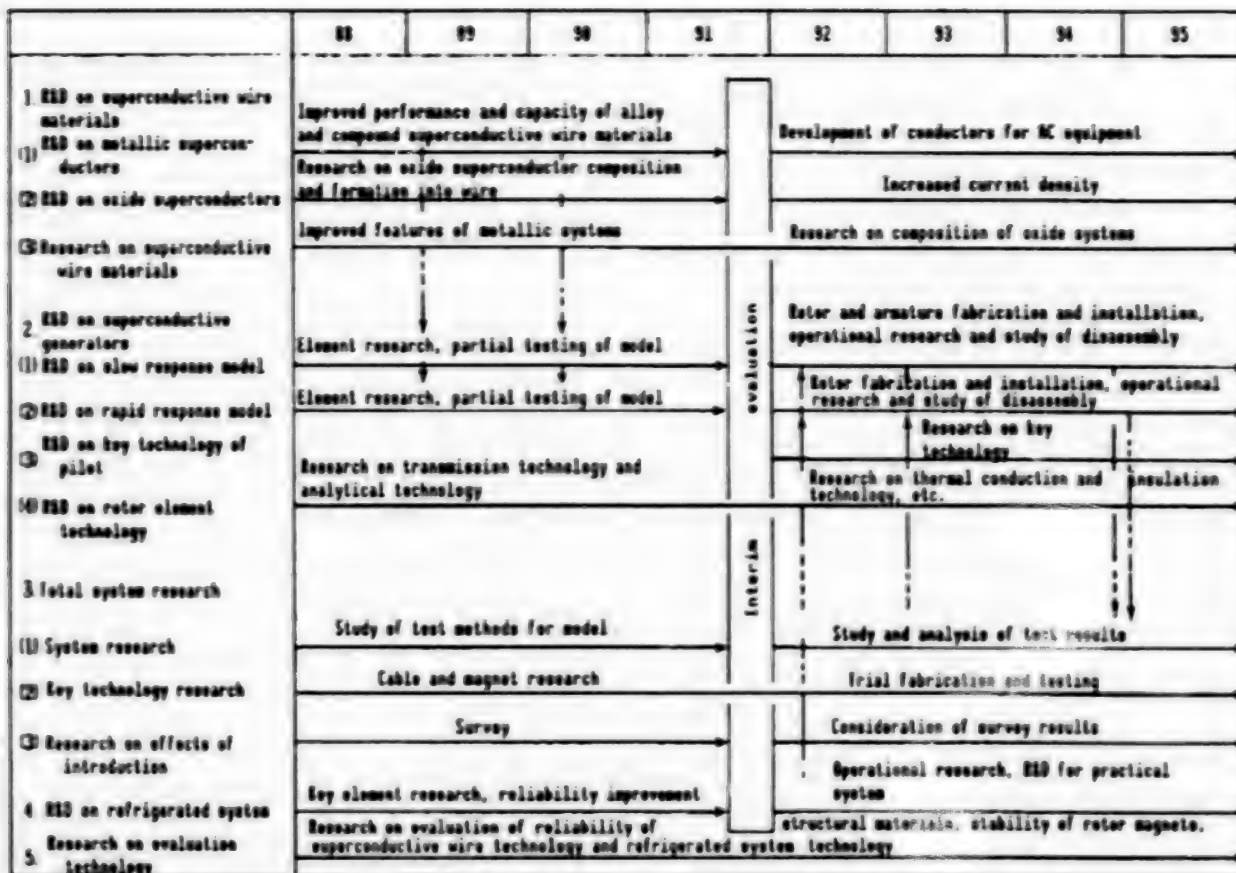 88 89 90 91 92 93 94 95
1. R&D on superconductive wire
materials
Improved performance and capacity of alloy
and compound superconductive wire materials
Development of conductors for AC equipment
(1) R&D on metallic supercon-
ductors
Research on oxide superconductor composition
and formation into wire
Increased current density
(2) R&D on oxide superconductors
Improved features of metallic systems
Research on composition of oxide systems
(3) Research on superconductive
wire materials
Interim evaluation
2. R&D on superconductive
generators
Element research, partial testing of model
Rotor and armature fabrication and installation,
operational research and study of disassembly
(1) R&D on slow response model
Element research, partial testing of model
Rotor fabrication and installation, operational
research and study of disassembly
(2) R&D on rapid response model
Research on key
technology
(3) R&D on key technology of
pilot
Research on transmission technology and
analytical technology
Research on thermal conduction and insulation
technology, etc.
(4) R&D on rotor element
technology
3. Total system research
Study of test methods for model
Study and analysis of test results
(1) System research
Cable and magnet research
Trial fabrication and testing
(2) Key technology research
Survey
Consideration of survey results
(3) Research on effects of
introduction
Operational research, R&D for practical
system
Key element research, reliability improvement
4. R&D on refrigerated system
Research on evaluation of reliability of
superconductive wire technology and refrigerated system technology
structural materials, stability of rotor magnets,
5. Research on evaluation
technology